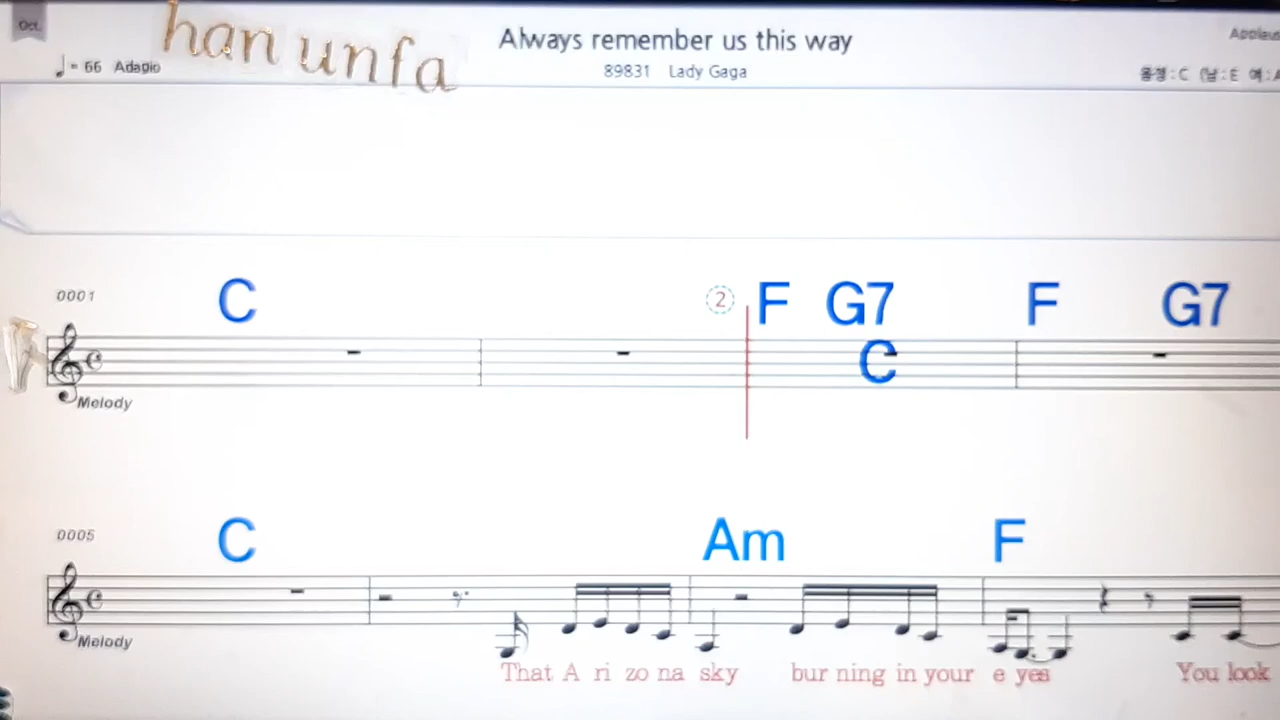 Oct.
han unfa
Always remember us this way
= 66 Adagio
89831 Lady Gaga
음정:C (남:E 여:A
0001
C
2 F G7 F G7
C
Melody
0005
C Am F
Melody
That A ri zo na sky bur ning in your e yes You look